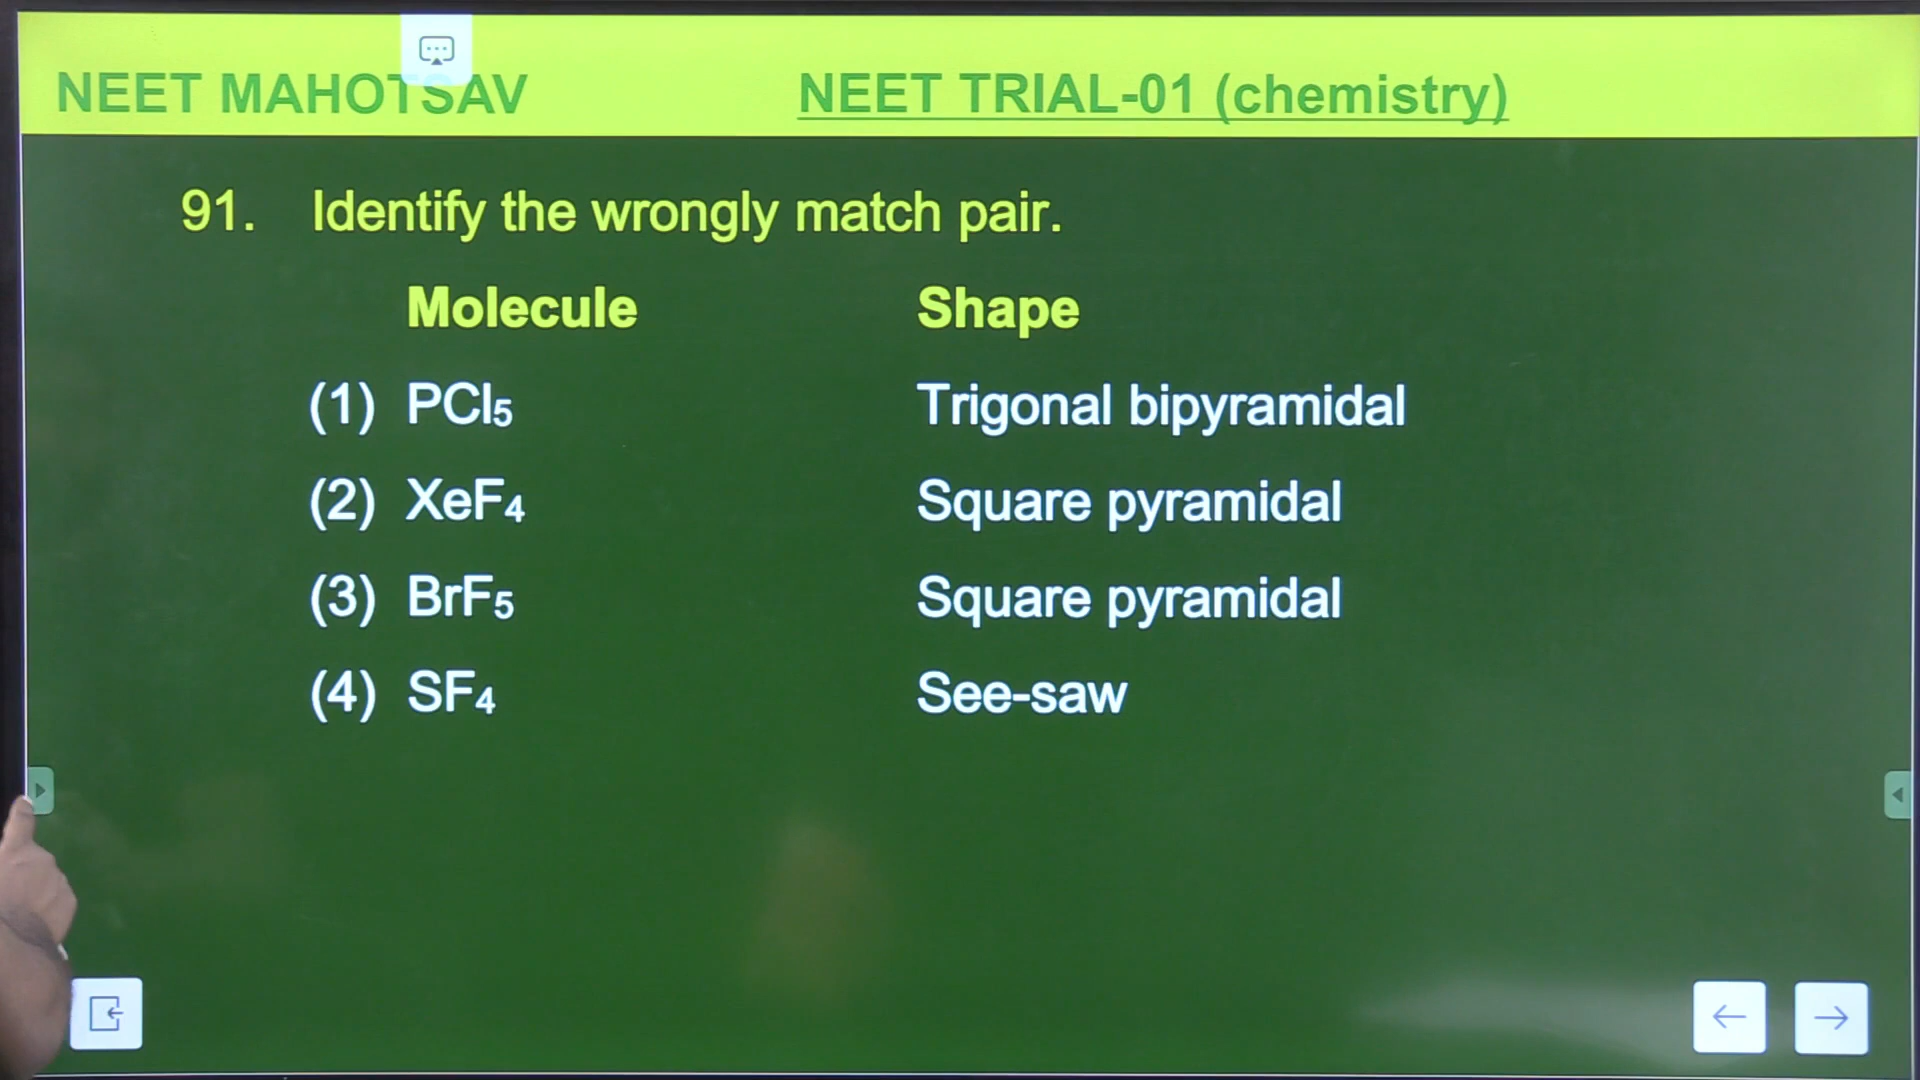 NEET MAHOTSAV NEET TRIAL-01 (chemistry)
91. Identify the wrongly match pair.
Molecule Shape
(1) PCl5 Trigonal bipyramidal
(2) XeF4 Square pyramidal
(3) BrF5 Square pyramidal
(4) SF4 See-saw